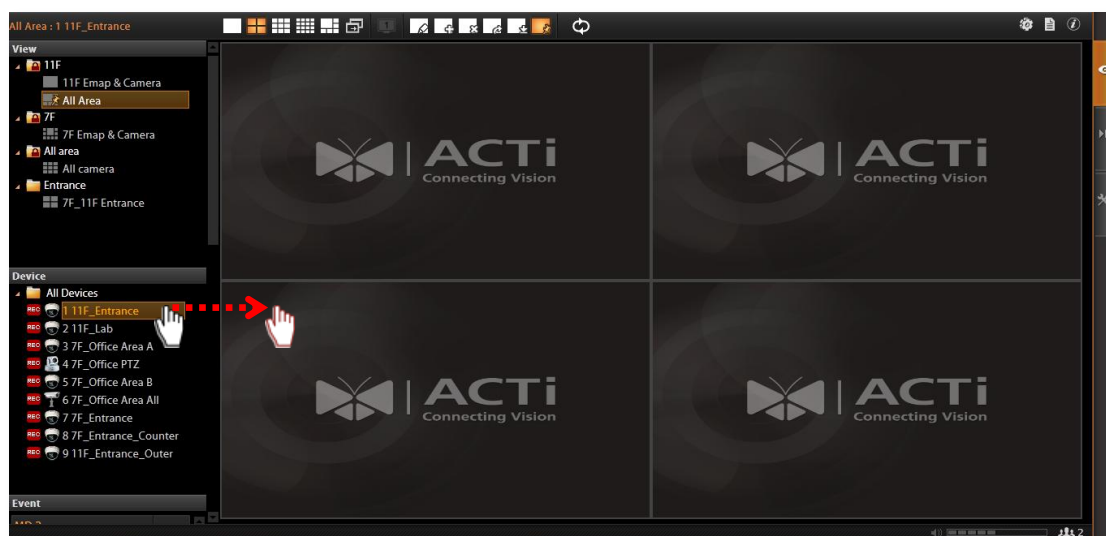 All Area : 1 11F_Entrance
1
View
11F
11F Emap & Camera
All Area
7F
7F Emap & Camera
All area
All camera
Entrance
7F_11F Entrance
Device
All Devices
REC 1 11F_Entrance
REC 2 11F_Lab
REC 3 7F_Office Area A
REC 4 7F_Office PTZ
REC 5 7F_Office Area B
REC 6 7F_Office Area All
REC 7 7F_Entrance
REC 8 7F_Entrance_Counter
REC 9 11F_Entrance_Outer
Event
ACTi
Connecting Vision
ACTi
Connecting Vision
ACTi
Connecting Vision
ACTi
Connecting Vision
2